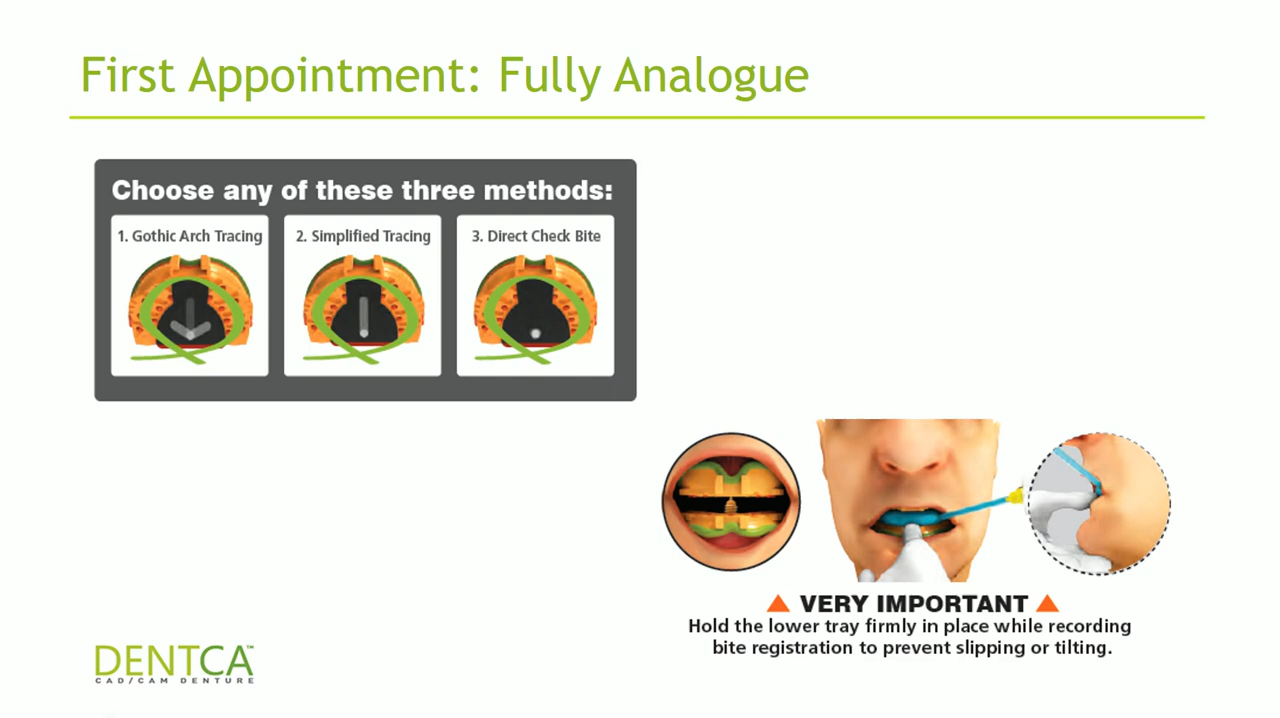 First Appointment: Fully Analogue
Choose any of these three methods:
1. Gothic Arch Tracing
2. Simplified Tracing
3. Direct Check Bite
VERY IMPORTANT
Hold the lower tray firmly in place while recording
bite registration to prevent slipping or tilting.
DENTCA™
CAD/CAM DENTURE